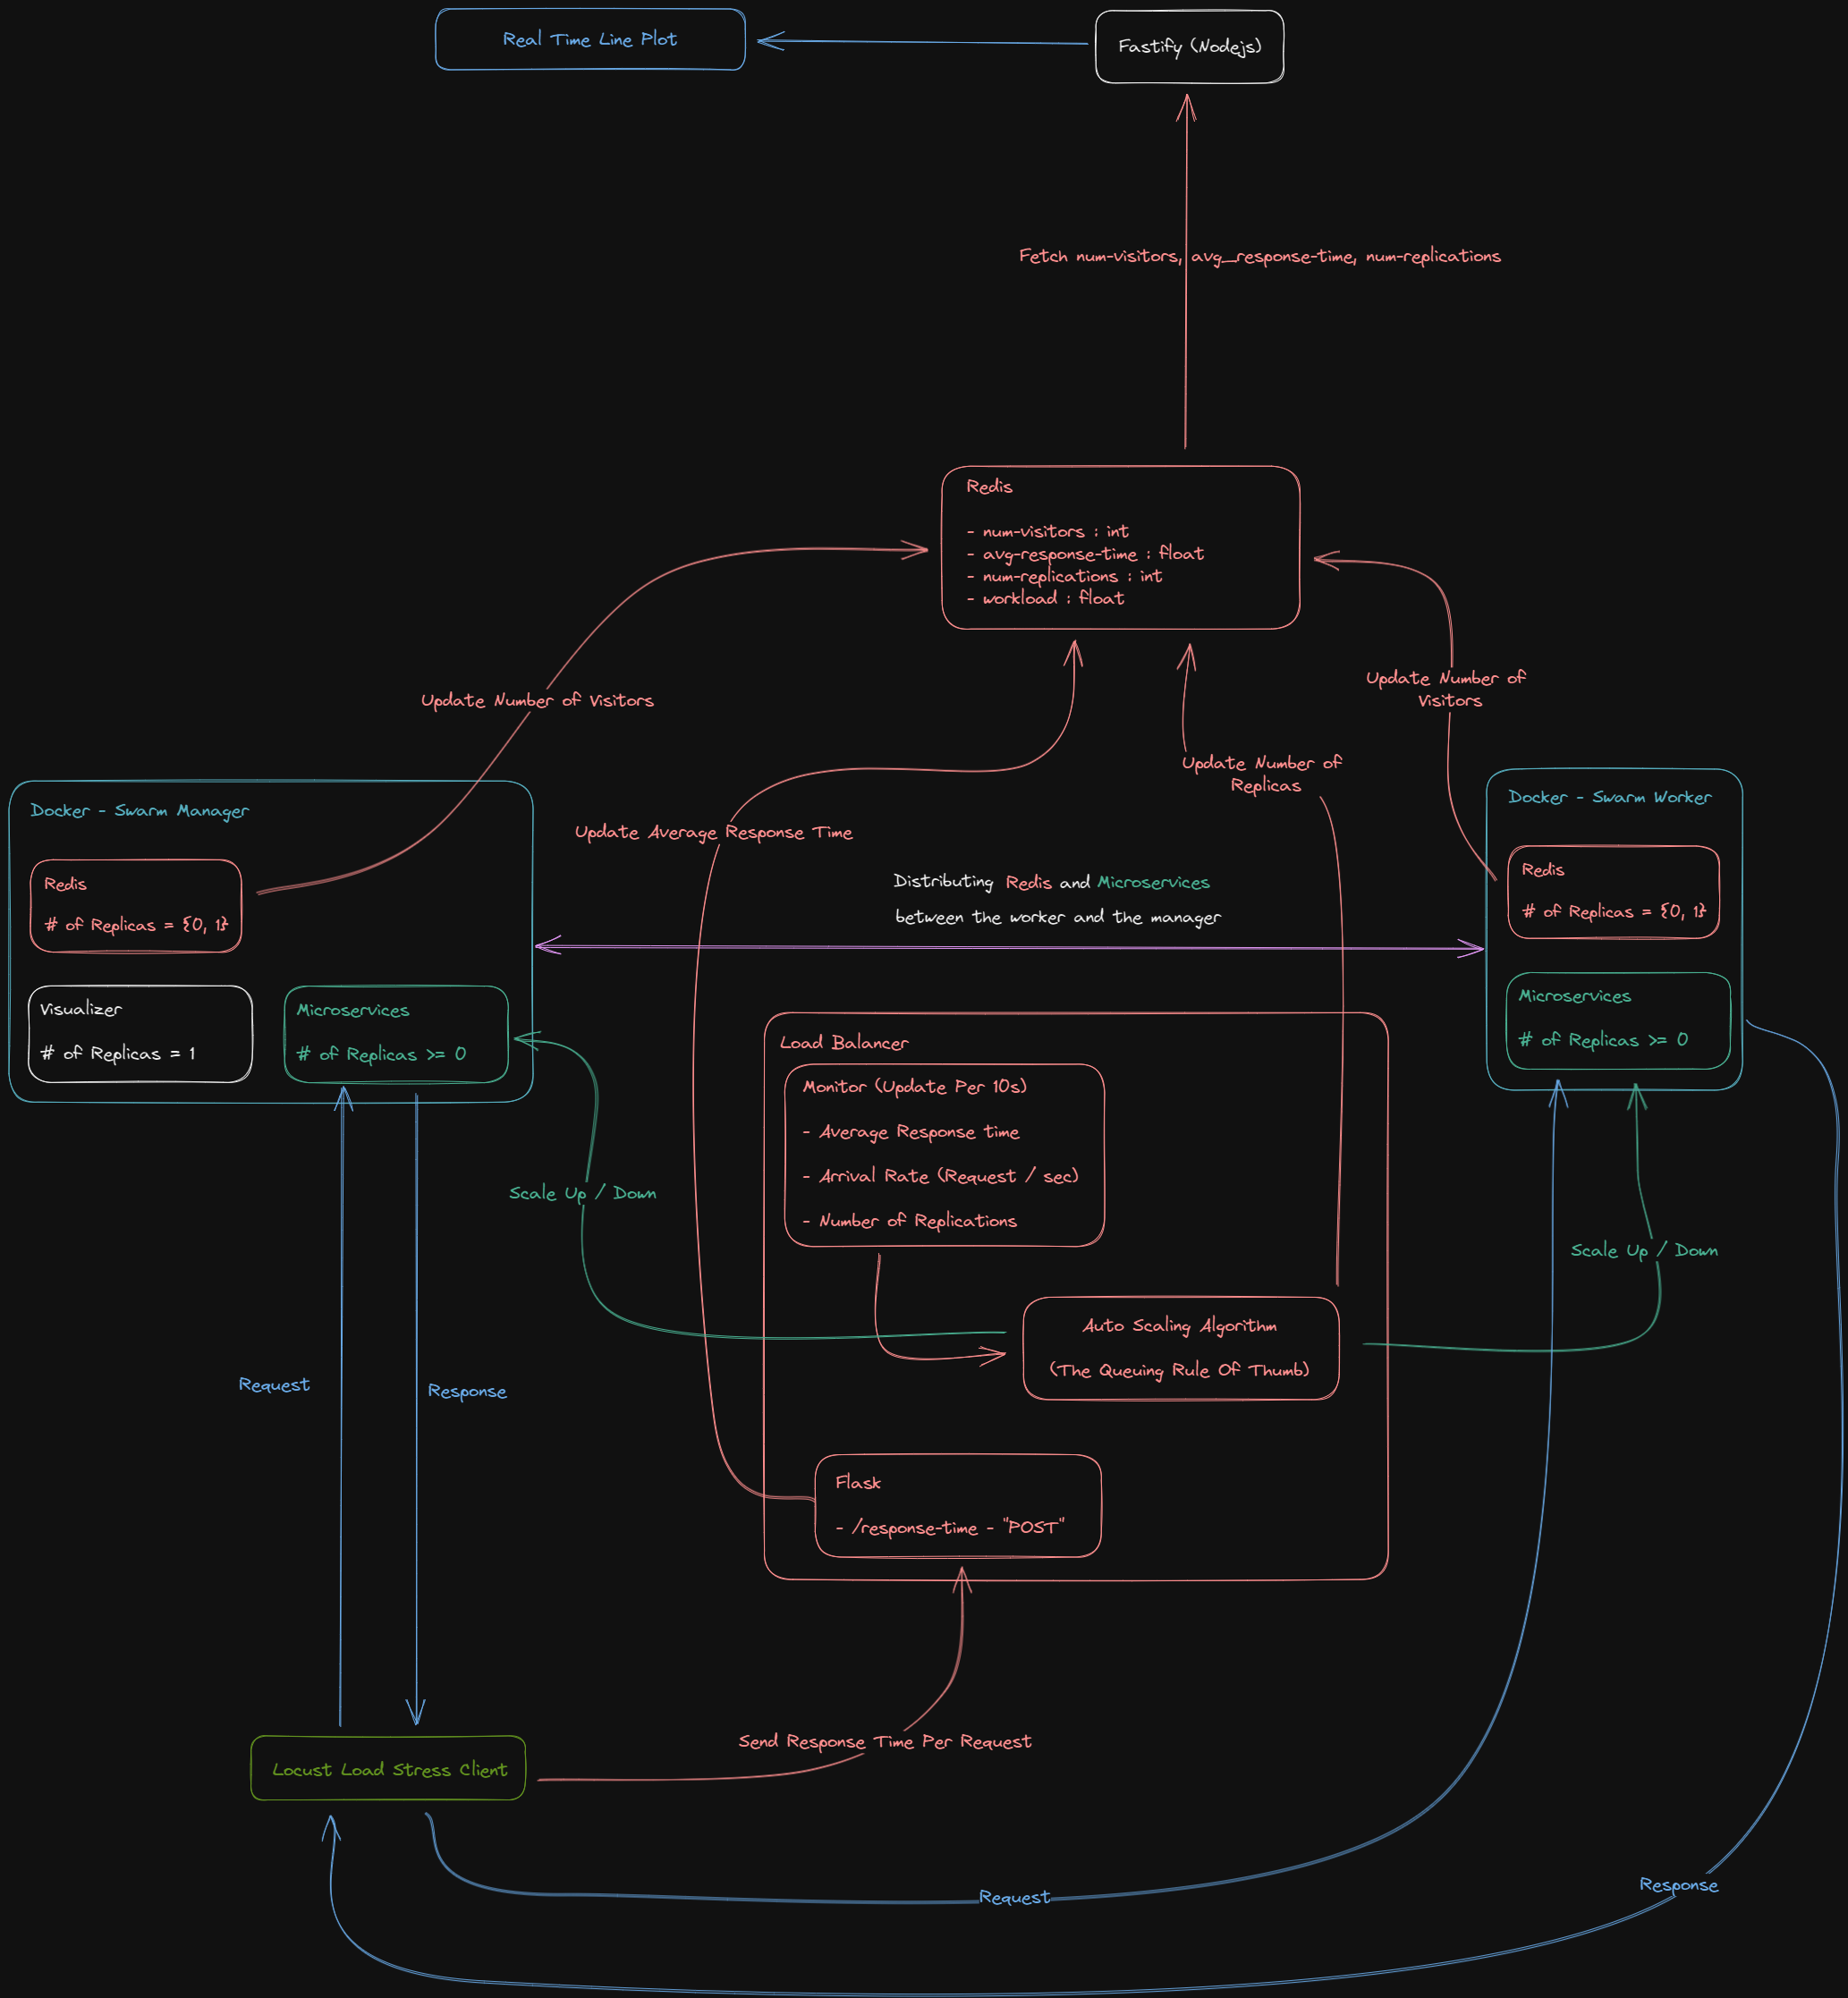 Real Time Line Plot
Fastify (Nodejs)
Fetch num-visitors, avg_response-time, num-replications
Redis
- num-visitors : int
- avg-response-time : float
- num-replications : int
- workload : float
Update Number of Visitors
Update Number of
Visitors
Update Number of
Replicas
Update Average Response Time
Docker - Swarm Manager
Redis
# of Replicas = {0, 1}
Visualizer
# of Replicas = 1
Microservices
# of Replicas >= 0
Distributing Redis and Microservices
between the worker and the manager
Docker - Swarm Worker
Redis
# of Replicas = {0, 1}
Microservices
# of Replicas >= 0
Load Balancer
Monitor (Update Per 10s)
- Average Response time
- Arrival Rate (Request / sec)
- Number of Replications
Scale Up / Down
Scale Up / Down
Auto Scaling Algorithm
(The Queuing Rule Of Thumb)
Request
Response
Flask
- /response-time - "POST"
Send Response Time Per Request
Locust Load Stress Client
Request
Response